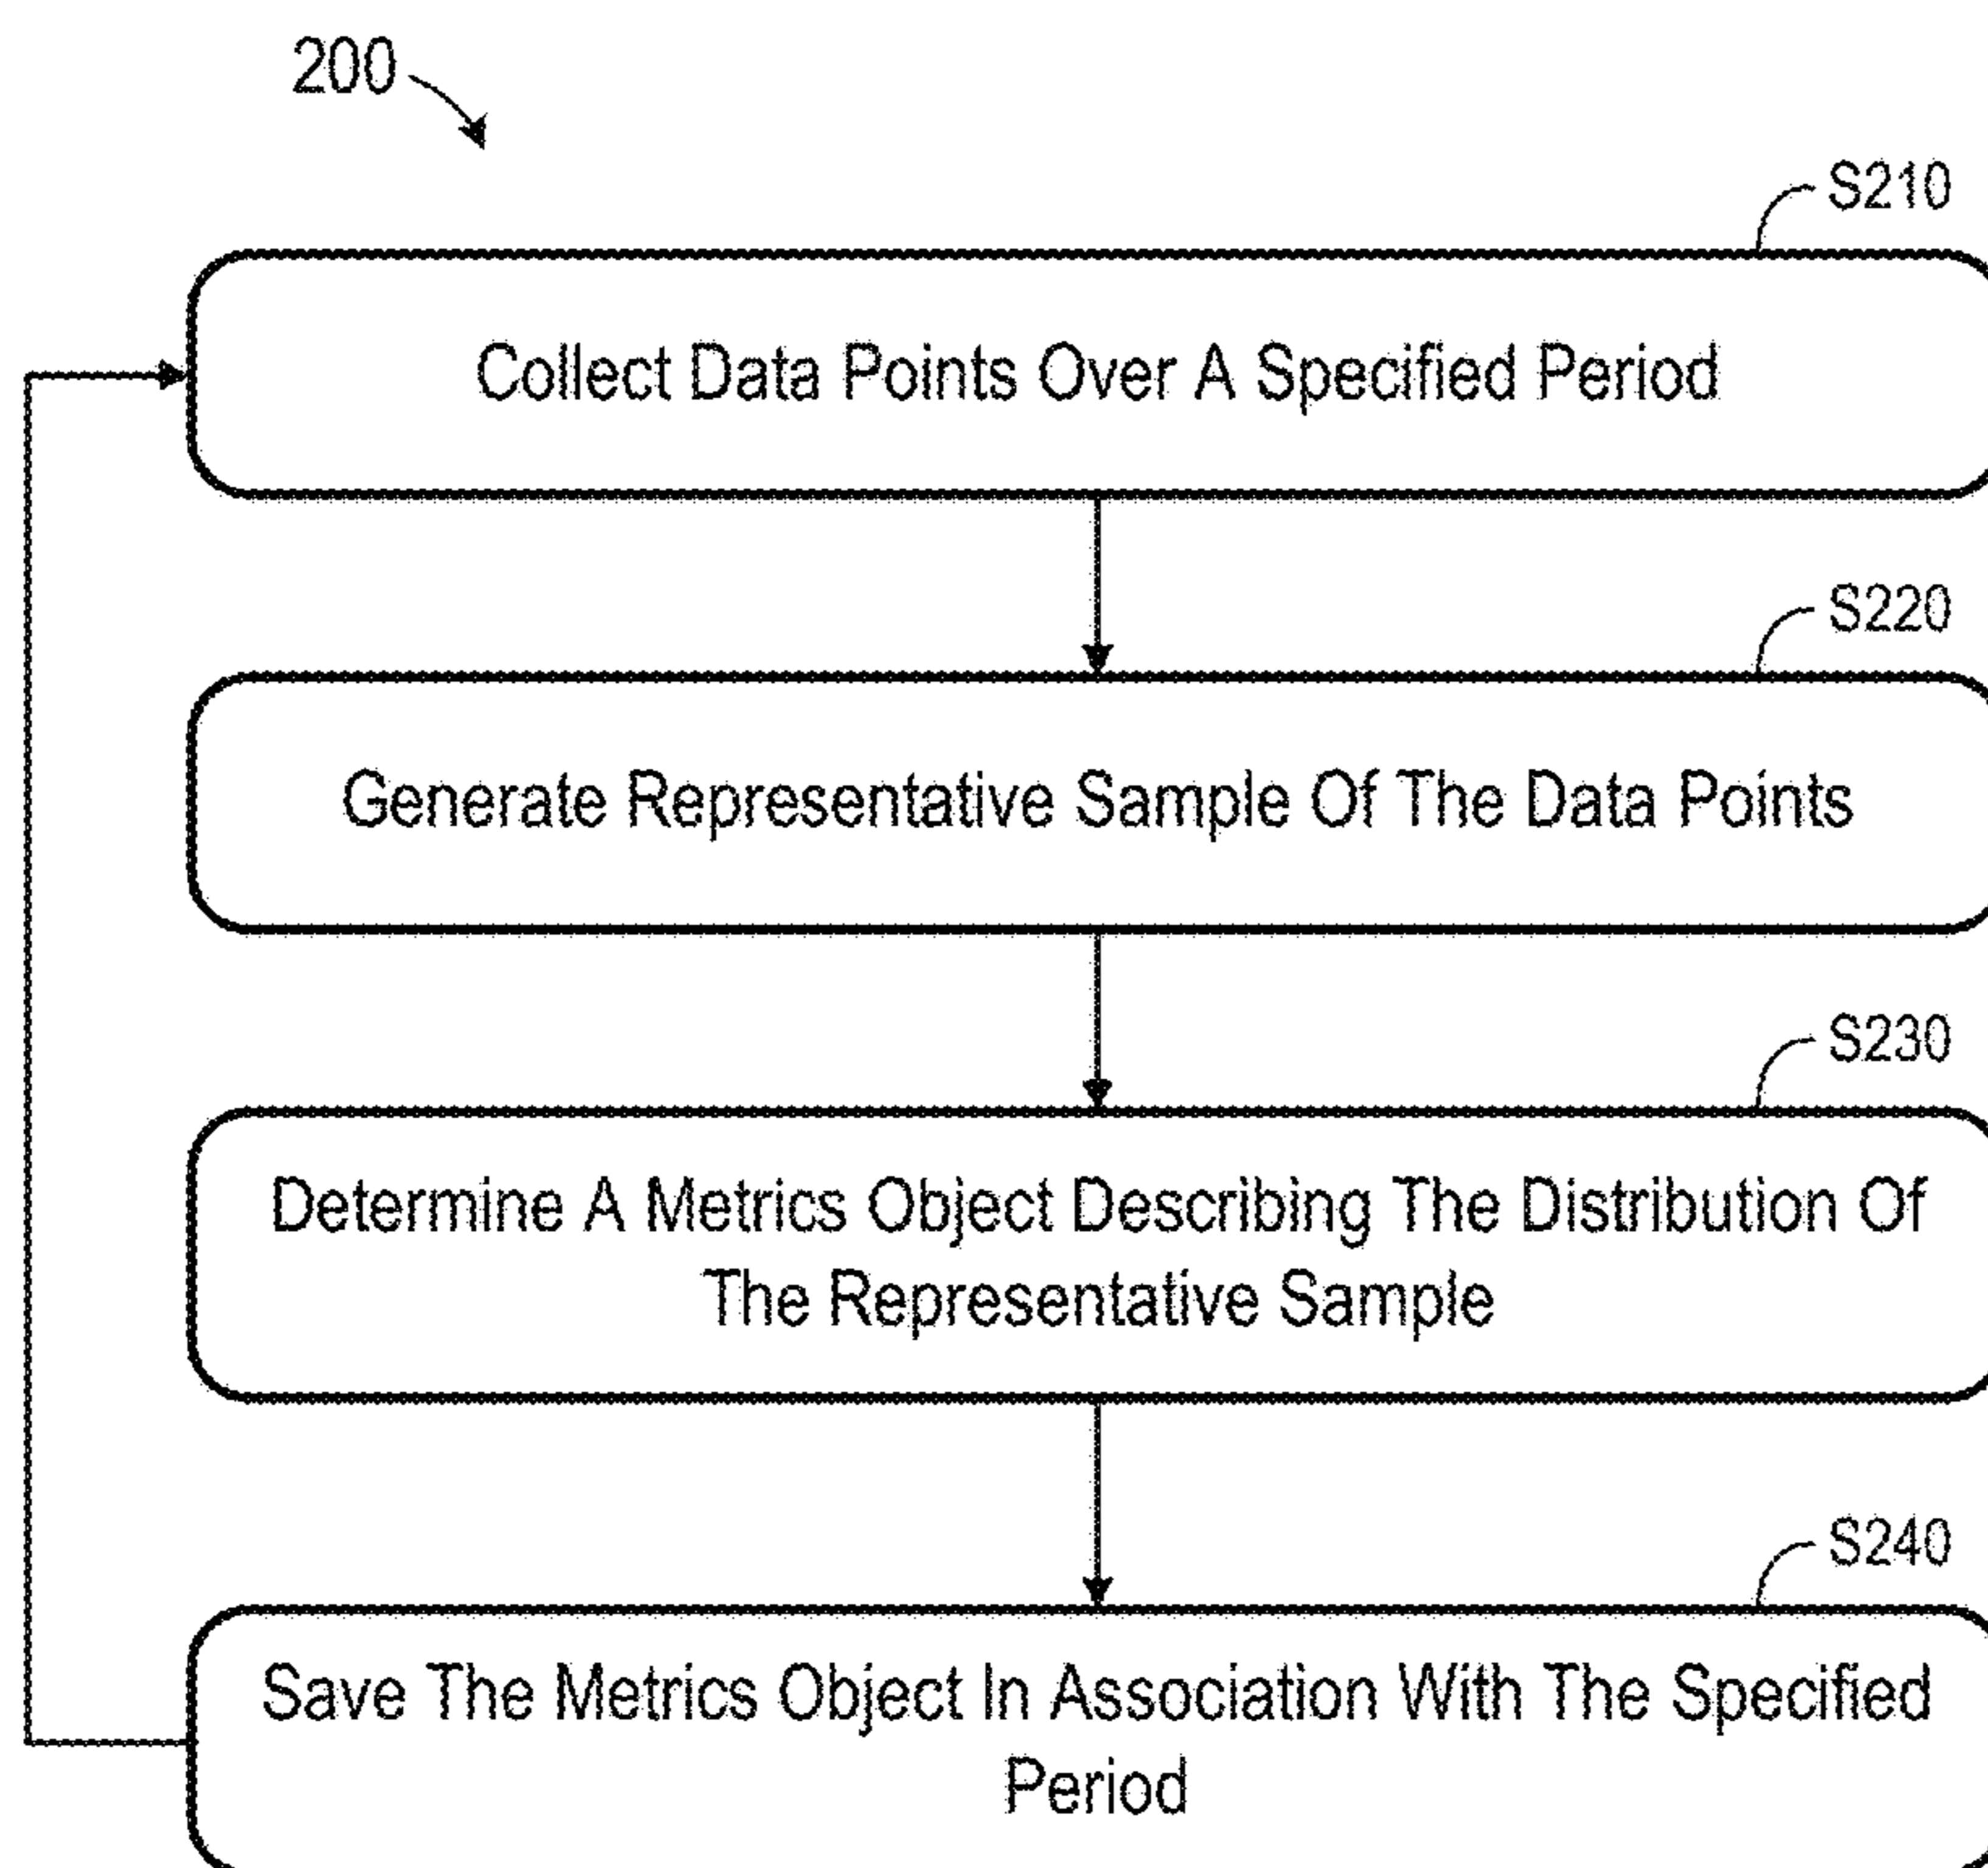 200
S210
Collect Data Points Over A Specified Period
S220
Generate Representative Sample Of The Data Points
S230
Determine A Metrics Object Describing The Distribution Of
The Representative Sample
S240
Save The Metrics Object In Association With The Specified
Period